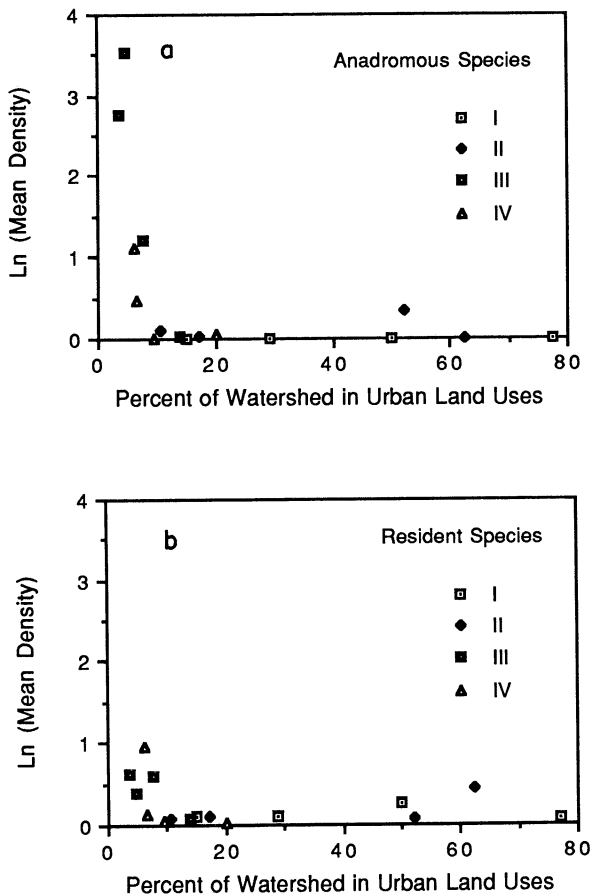 4
a
Anadromous Species
3
I
II
2
III
IV
Ln (Mean Density)
1
0
0 20 40 60 80
Percent of Watershed in Urban Land Uses
4
b
Resident Species
3
I
II
2
III
IV
Ln (Mean Density)
1
0
0 20 40 60 80
Percent of Watershed in Urban Land Uses